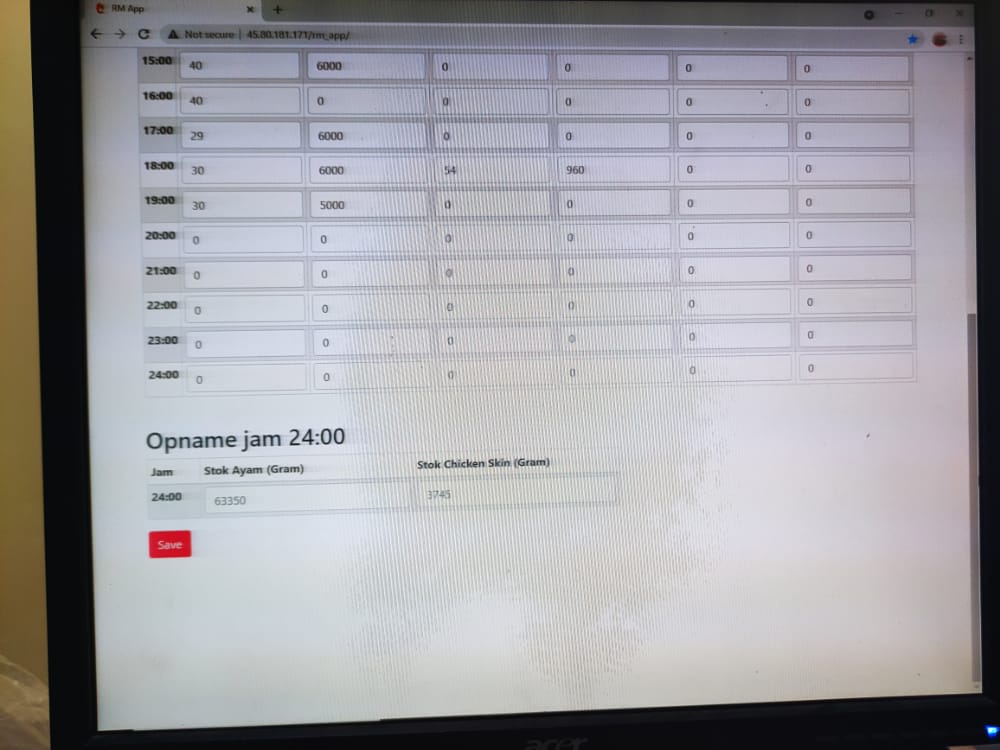 RM App
Not secure | 45.80.181.171/rm_app/
15:00 40 6000 0 0 0 0
16:00 40 0 0 0 0 0
17:00 29 6000 0 0 0 0
18:00 30 6000 54 960 0 0
19:00 30 5000 0 0 0 0
20:00 0 0 0 0 0 0
21:00 0 0 0 0 0 0
22:00 0 0 0 0 0 0
23:00 0 0 0 0 0 0
24:00 0 0 0 0 0 0
Opname jam 24:00
Jam Stok Ayam (Gram) Stok Chicken Skin (Gram)
24:00 63350 3745
Save
acer